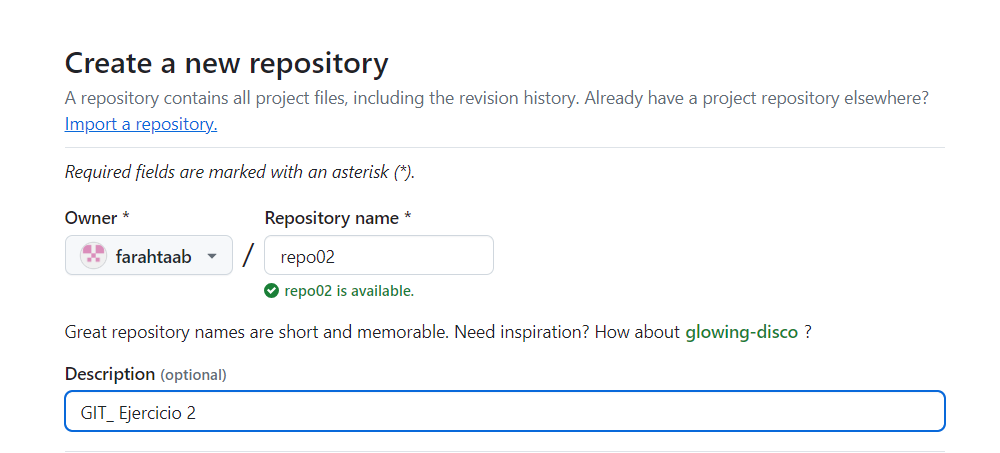 Create a new repository
A repository contains all project files, including the revision history. Already have a project repository elsewhere?
Import a repository.
Required fields are marked with an asterisk (*).
Owner * Repository name *
farahtaab / repo02
repo02 is available.
Great repository names are short and memorable. Need inspiration? How about glowing-disco ?
Description (optional)
GIT_ Ejercicio 2